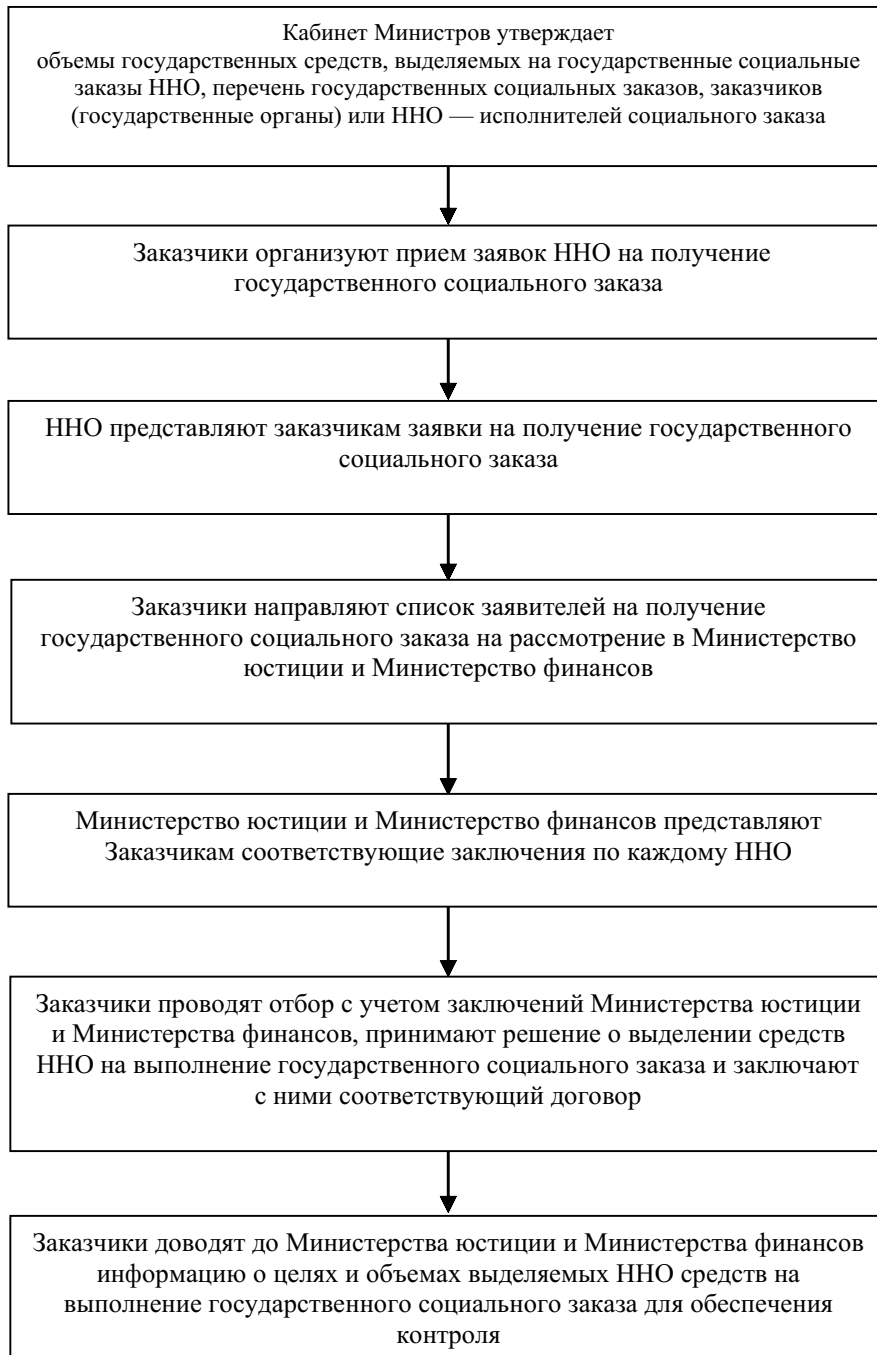 Кабинет Министров утверждает
объемы государственных средств, выделяемых на государственные социальные
заказы ННО, перечень государственных социальных заказов, заказчиков
(государственные органы) или ННО — исполнителей социального заказа
Заказчики организуют прием заявок ННО на получение
государственного социального заказа
ННО представляют заказчикам заявки на получение государственного
социального заказа
Заказчики направляют список заявителей на получение
государственного социального заказа на рассмотрение в Министерство
юстиции и Министерство финансов
Министерство юстиции и Министерство финансов представляют
Заказчикам соответствующие заключения по каждому ННО
Заказчики проводят отбор с учетом заключений Министерства юстиции
и Министерства финансов, принимают решение о выделении средств
ННО на выполнение государственного социального заказа и заключают
с ними соответствующий договор
Заказчики доводят до Министерства юстиции и Министерства финансов
информацию о целях и объемах выделяемых ННО средств на
выполнение государственного социального заказа для обеспечения
контроля